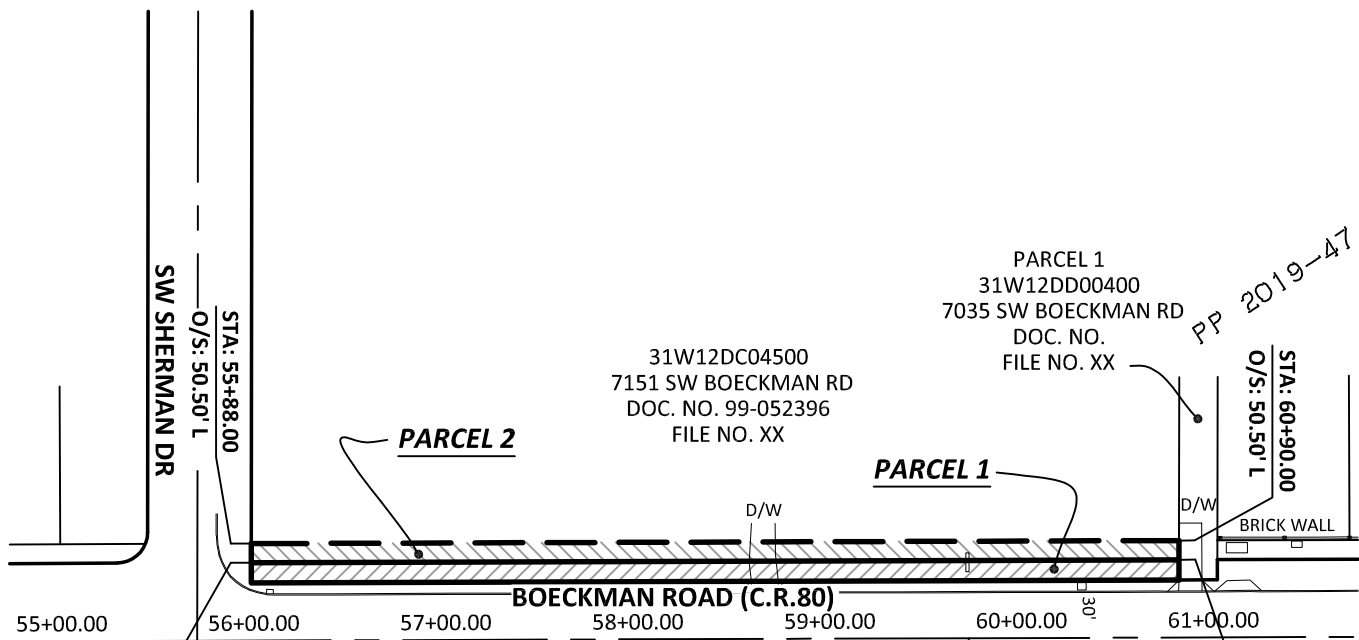 PARCEL 1
31W12DD00400
7035 SW BOECKMAN RD
DOC. NO.
FILE NO. XX
PP 2019-47
SW SHERMAN DR
STA: 55+88.00
O/S: 50.50' L
31W12DC04500
7151 SW BOECKMAN RD
DOC. NO. 99-052396
FILE NO. XX
STA: 60+90.00
O/S: 50.50' L
PARCEL 2
PARCEL 1
D/W
D/W
BRICK WALL
BOECKMAN ROAD (C.R.80)
30'
55+00.00
56+00.00
57+00.00
58+00.00
59+00.00
60+00.00
61+00.00